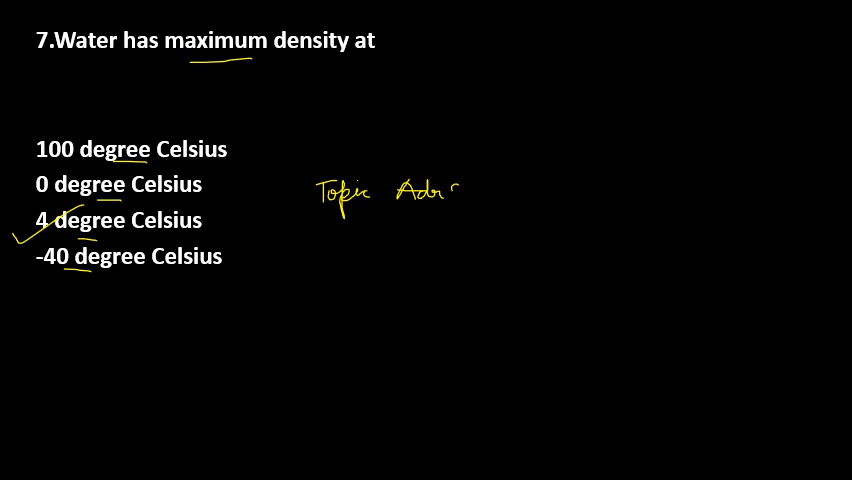 7.Water has maximum density at
100 degree Celsius
0 degree Celsius
Topic
4 degree Celsius
-40 degree Celsius